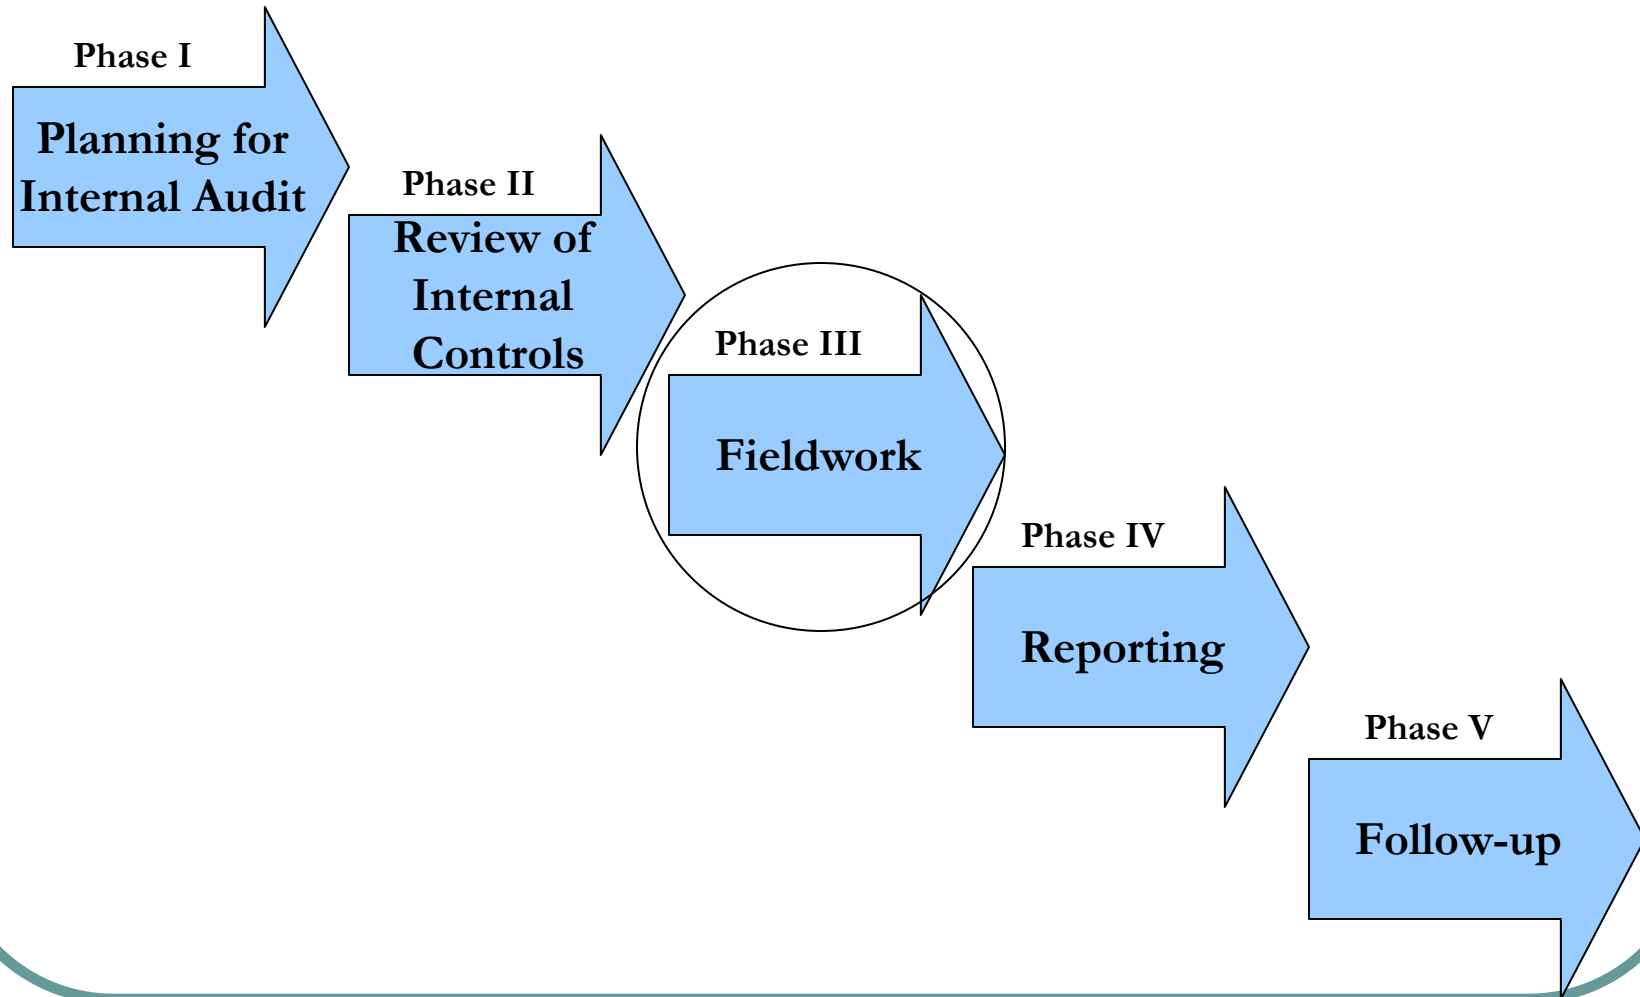 Phase I
Planning for
Internal Audit
Phase II
Review of
Internal
Controls
Phase III
Fieldwork
Phase IV
Reporting
Phase V
Follow-up